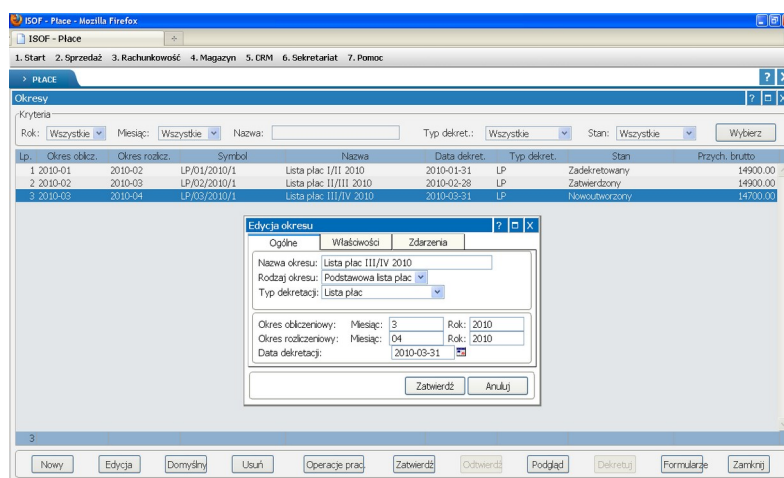 ISOF - Płace - Mozilla Firefox
ISOF - Płace
1. Start 2. Sprzedaż 3. Rachunkowość 4. Magazyn 5. CRM 6. Sekretariat 7. Pomoc
> PŁACE ? X
Okresy ? X
Kryteria
Rok: Wszystkie Miesiąc: Wszystkie Nazwa: Typ dekret.: Wszystkie Stan: Wszystkie Wybierz
Lp. Okres oblicz. Okres rozlicz. Symbol Nazwa Data dekret. Typ dekret. Stan Przych. brutto
1 2010-01 2010-02 LP/01/2010/1 Lista płac I/II 2010 2010-01-31 LP Zadekretowany 14900.00
2 2010-02 2010-03 LP/02/2010/1 Lista płac II/III 2010 2010-02-28 LP Zatwierdzony 14900.00
3 2010-03 2010-04 LP/03/2010/1 Lista płac III/IV 2010 2010-03-31 LP Nowoutworzony 14700.00
Edycja okresu ? X
Ogólne Właściwości Zdarzenia
Nazwa okresu: Lista płac III/IV 2010
Rodzaj okresu: Podstawowa lista płac
Typ dekretacji: Lista płac
Okres obliczeniowy: Miesiąc: 3 Rok: 2010
Okres rozliczeniowy: Miesiąc: 04 Rok: 2010
Data dekretacji: 2010-03-31
Zatwierdź Anuluj
3
Nowy Edycja Domyślny Usuń Operacje prac. Zatwierdź Odtwierdź Podgląd Dekretuj Formularze Zamknij